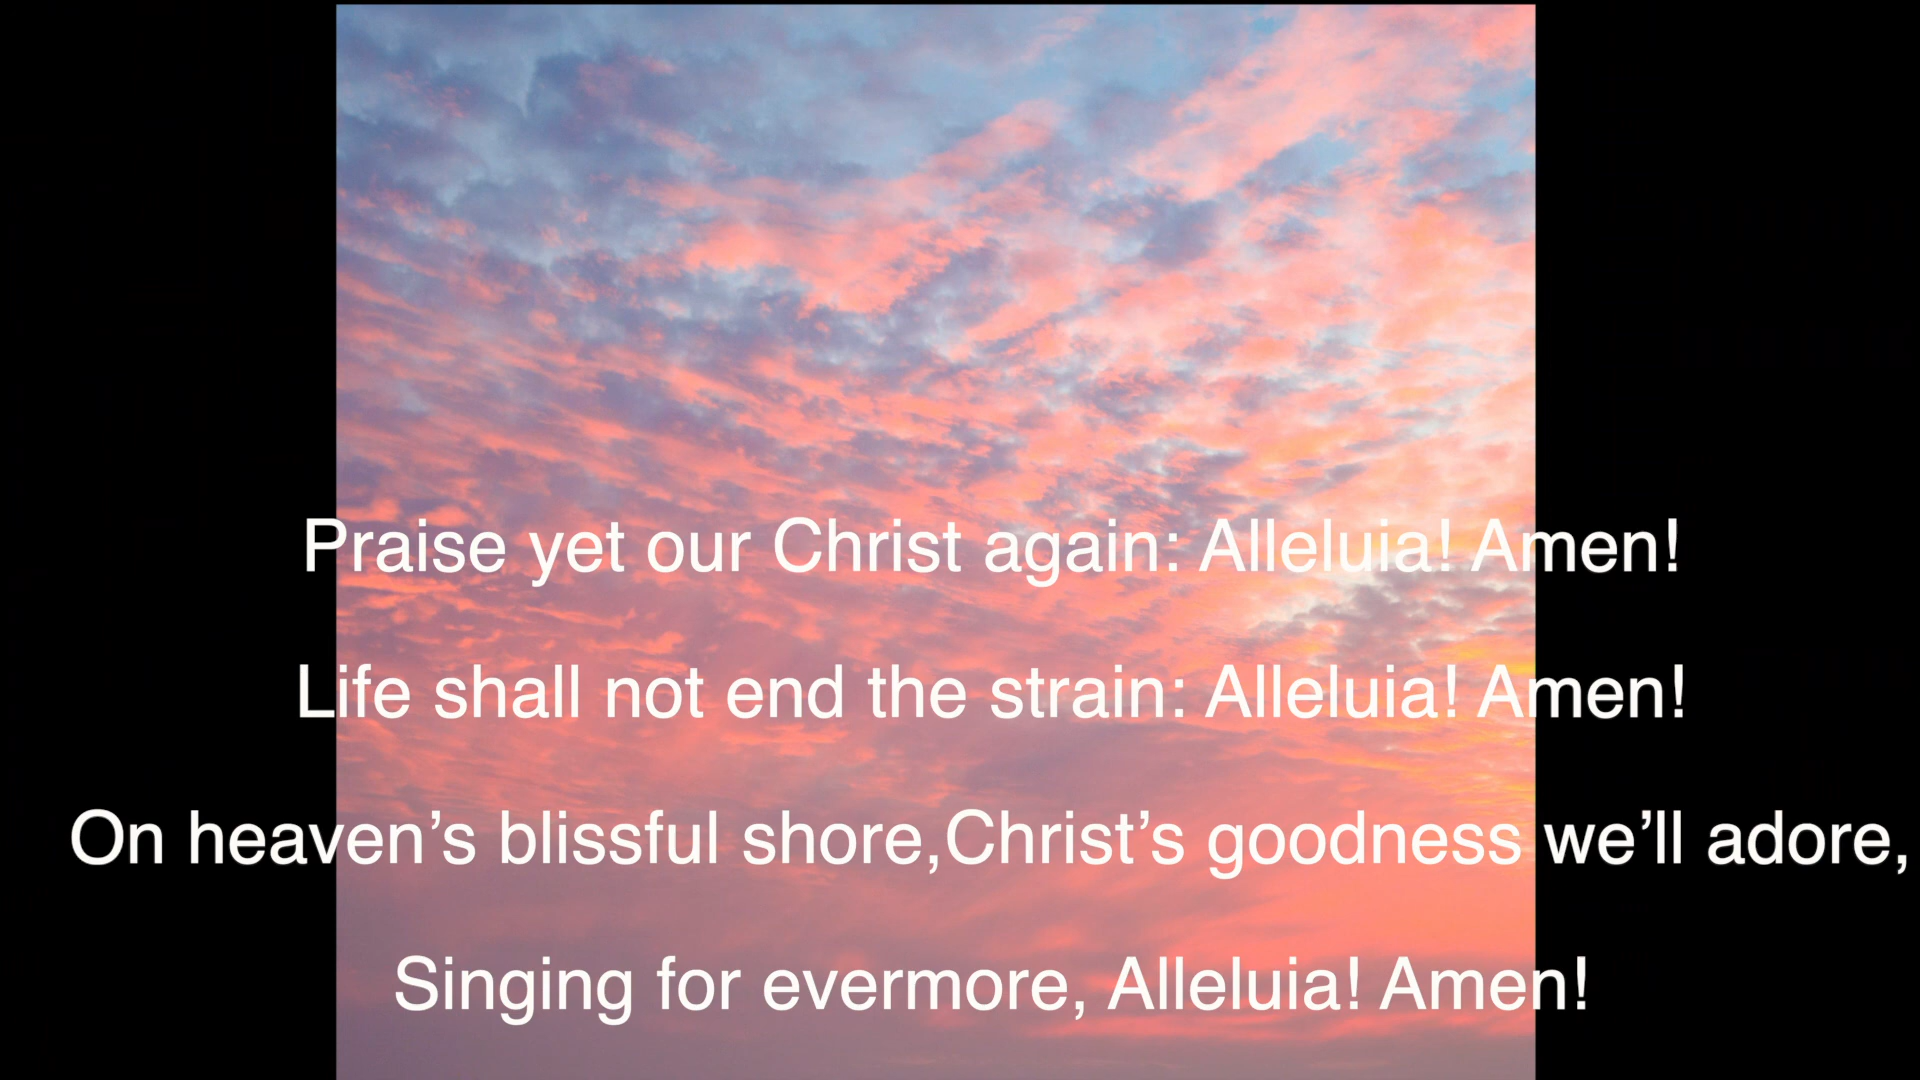 Praise yet our Christ again: Alleluia! Amen!
Life shall not end the strain: Alleluia! Amen!
On heaven’s blissful shore,Christ’s goodness we’ll adore,
Singing for evermore, Alleluia! Amen!